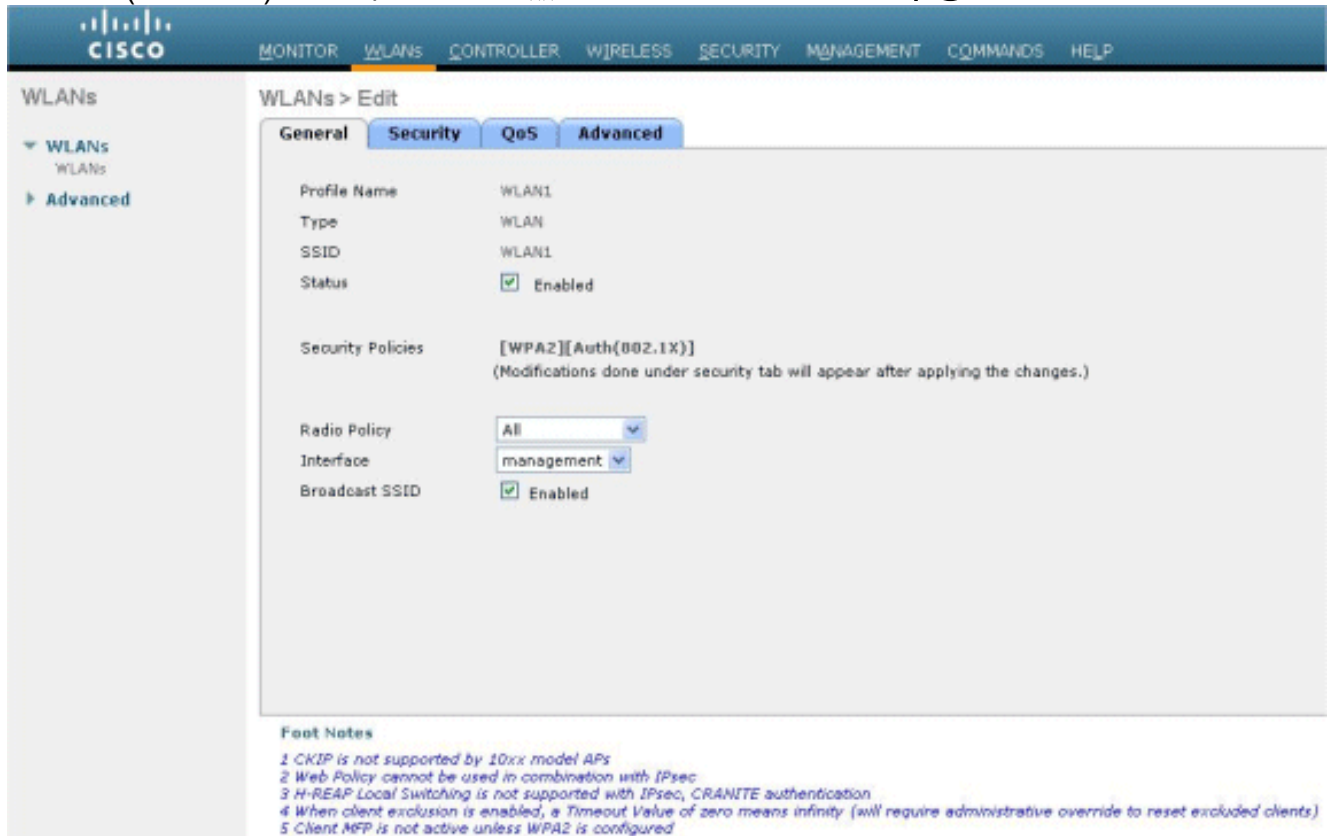 CISCO
MONITOR WLANs CONTROLLER WIRELESS SECURITY MANAGEMENT COMMANDS HELP
WLANs
WLANs
WLANs
Advanced
WLANs > Edit
General Security QoS Advanced
Profile Name WLAN1
Type WLAN
SSID WLAN1
Status Enabled
Security Policies [WPA2][Auth(802.1X)]
(Modifications done under security tab will appear after applying the changes.)
Radio Policy All
Interface management
Broadcast SSID Enabled
Foot Notes
1 CKIP is not supported by 10xx model APs
2 Web Policy cannot be used in combination with IPsec
3 H-REAP Local Switching is not supported with IPsec, CRANITE authentication
4 When client exclusion is enabled, a Timeout Value of zero means infinity (will require administrative override to reset excluded clients)
5 Client MFP is not active unless WPA2 is configured